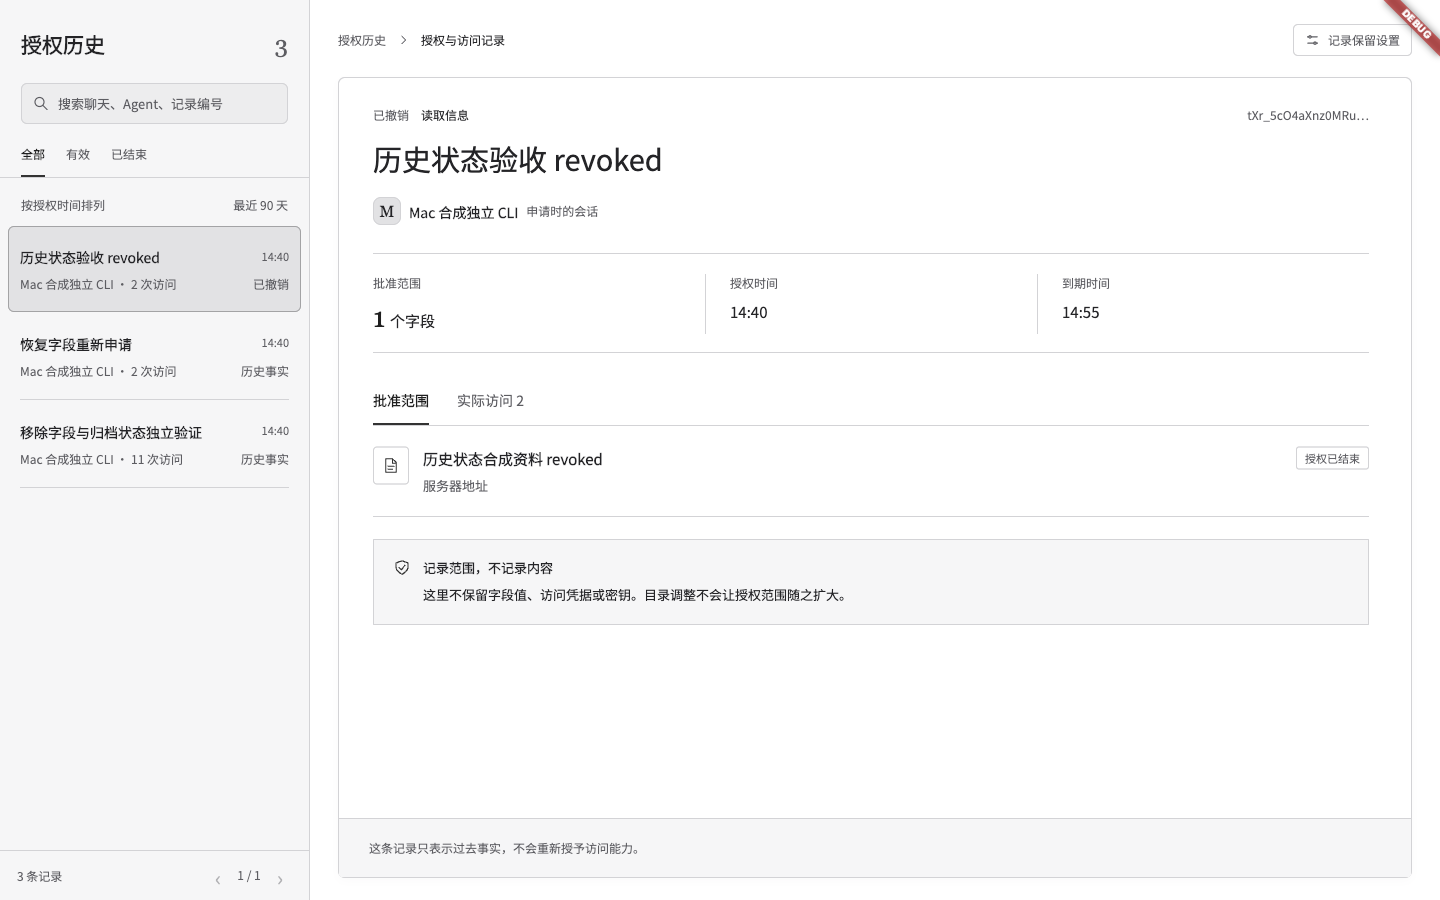 授权历史
3
搜索聊天、Agent、记录编号
全部
有效
已结束
按授权时间排列
最近 90 天
历史状态验收 revoked
14:40
Mac 合成独立 CLI · 2 次访问
已撤销
恢复字段重新申请
14:40
Mac 合成独立 CLI · 2 次访问
历史事实
移除字段与归档状态独立验证
14:40
Mac 合成独立 CLI · 11 次访问
历史事实
3 条记录
‹ 1 / 1 ›
授权历史 > 授权与访问记录
记录保留设置
DEBUG
已撤销 读取信息
tXr_5cO4aXnz0MRu…
历史状态验收 revoked
M Mac 合成独立 CLI 申请时的会话
批准范围
1 个字段
授权时间
14:40
到期时间
14:55
批准范围
实际访问 2
历史状态合成资料 revoked
服务器地址
授权已结束
记录范围，不记录内容
这里不保留字段值、访问凭据或密钥。目录调整不会让授权范围随之扩大。
这条记录只表示过去事实，不会重新授予访问能力。